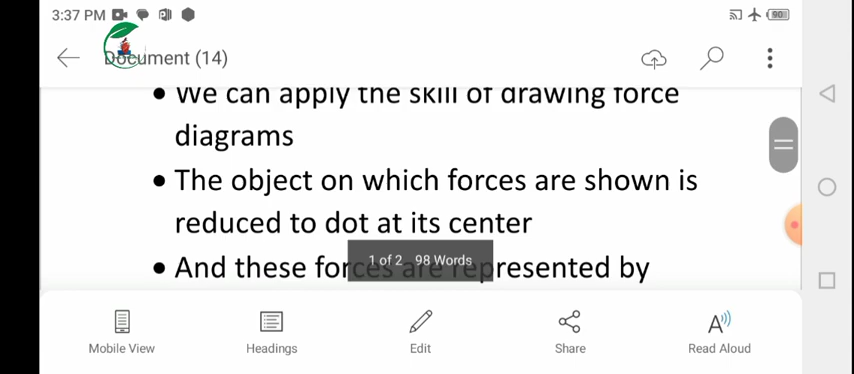 3:37 PM
90
Document (14)
• We can apply the skill of drawing force
diagrams
• The object on which forces are shown is
reduced to dot at its center
• And these forces are represented by
1 of 2 98 Words
Mobile View
Headings
Edit
Share
Read Aloud